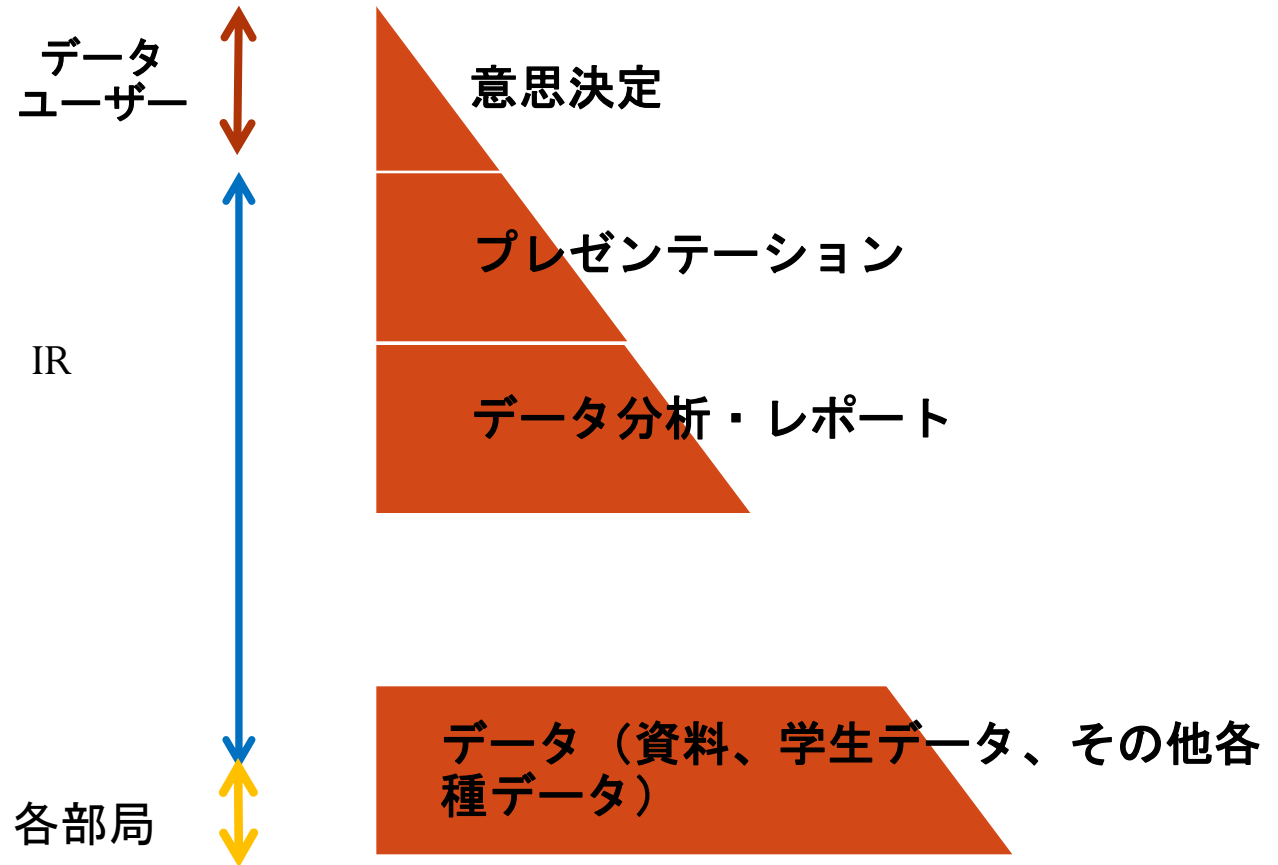 データ
ユーザー
意思決定
プレゼンテーション
IR
データ分析・レポート
データ（資料、学生データ、その他各
種データ）
各部局